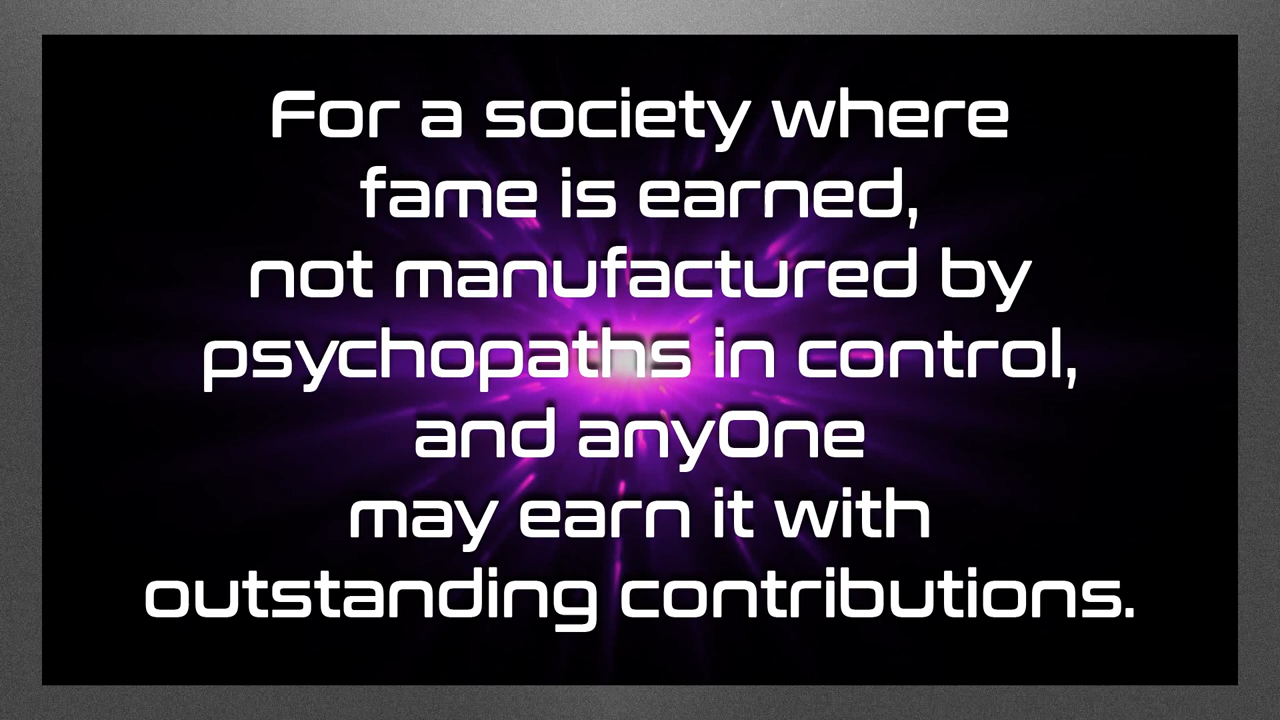 For a society where
fame is earned,
not manufactured by
psychopaths in control,
and anyOne
may earn it with
outstanding contributions.